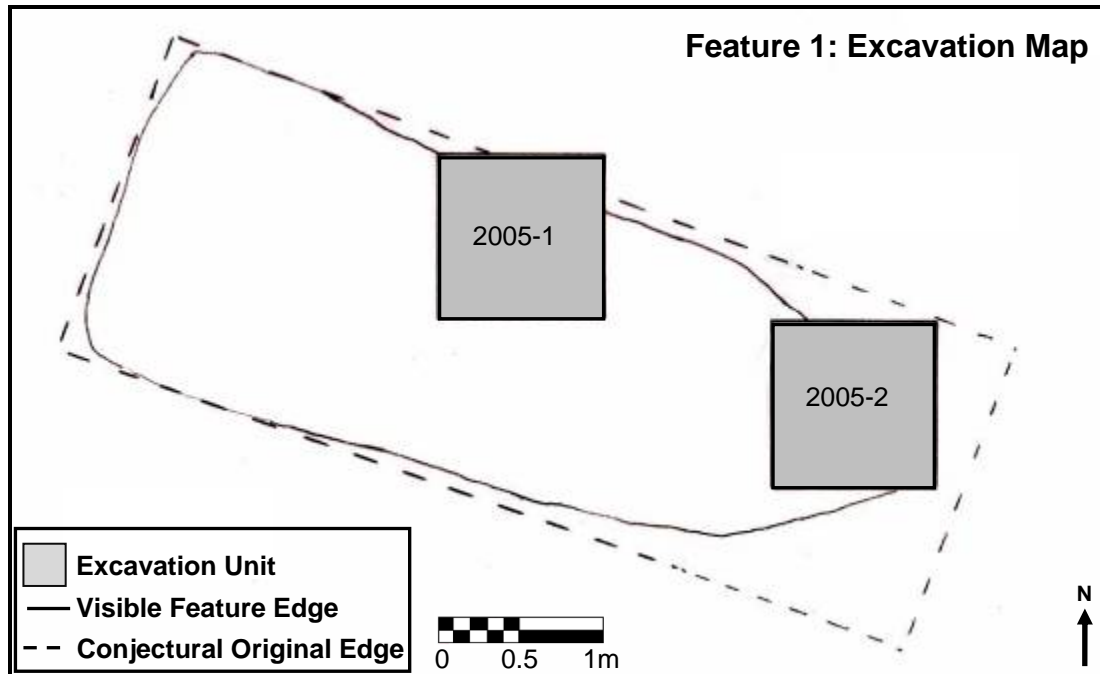 Feature 1: Excavation Map
2005-1
2005-2
Excavation Unit
Visible Feature Edge
Conjectural Original Edge
0 0.5 1m
N